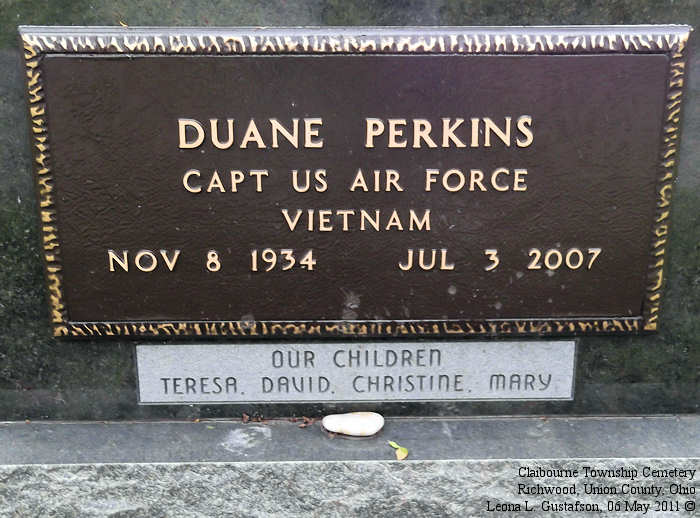 DUANE PERKINS
CAPT US AIR FORCE
VIETNAM
NOV 8 1934 JUL 3 2007
OUR CHILDREN
TERESA, DAVID, CHRISTINE, MARY
Claibourne Township Cemetery
Richwood, Union County, Ohio
Leona L. Gustafson, 06 May 2011 ©